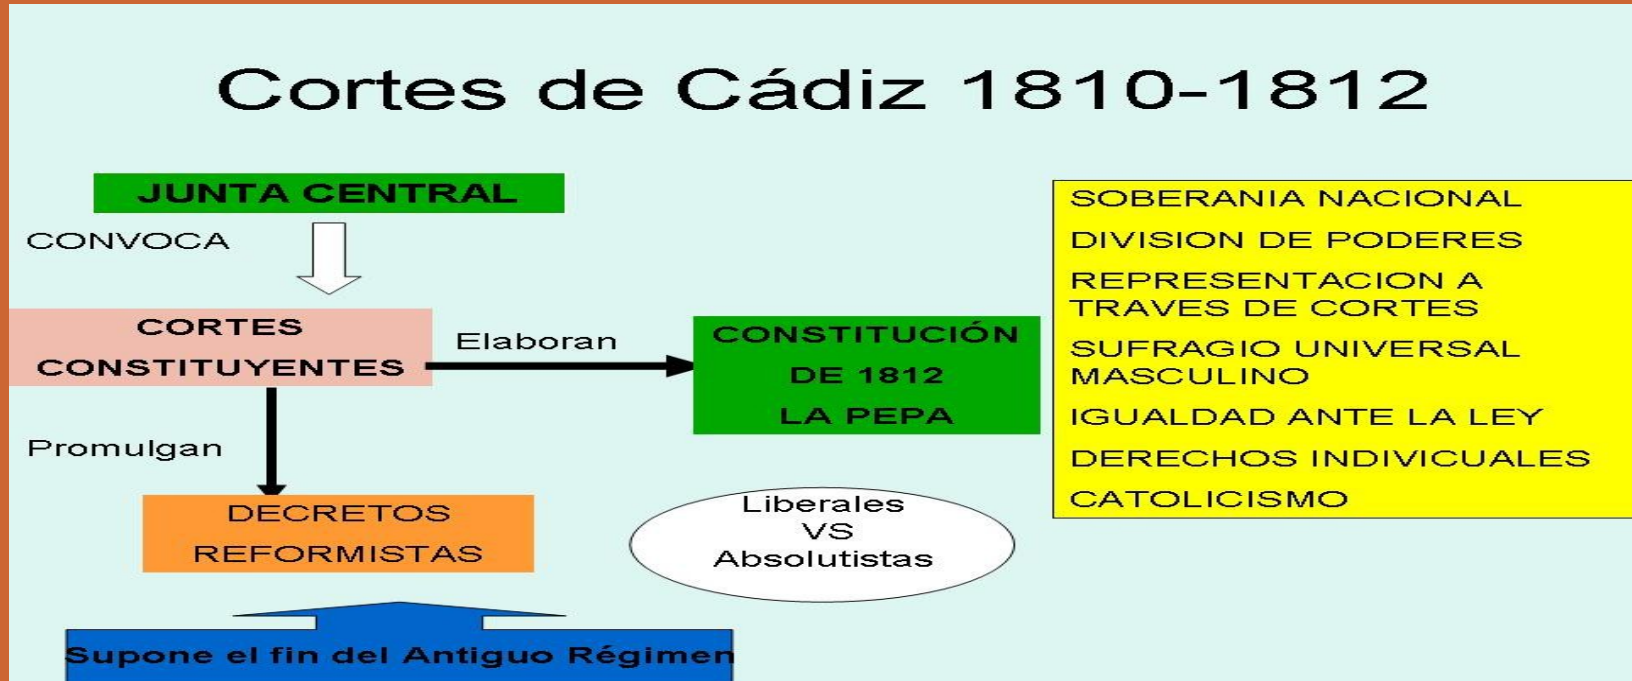 Cortes de Cádiz 1810-1812
JUNTA CENTRAL
CONVOCA
CORTES
CONSTITUYENTES
Elaboran
CONSTITUCIÓN
DE 1812
LA PEPA
Promulgan
DECRETOS
REFORMISTAS
Liberales
VS
Absolutistas
Supone el fin del Antiguo Régimen
SOBERANIA NACIONAL
DIVISION DE PODERES
REPRESENTACION A
TRAVES DE CORTES
SUFRAGIO UNIVERSAL
MASCULINO
IGUALDAD ANTE LA LEY
DERECHOS INDIVICUALES
CATOLICISMO